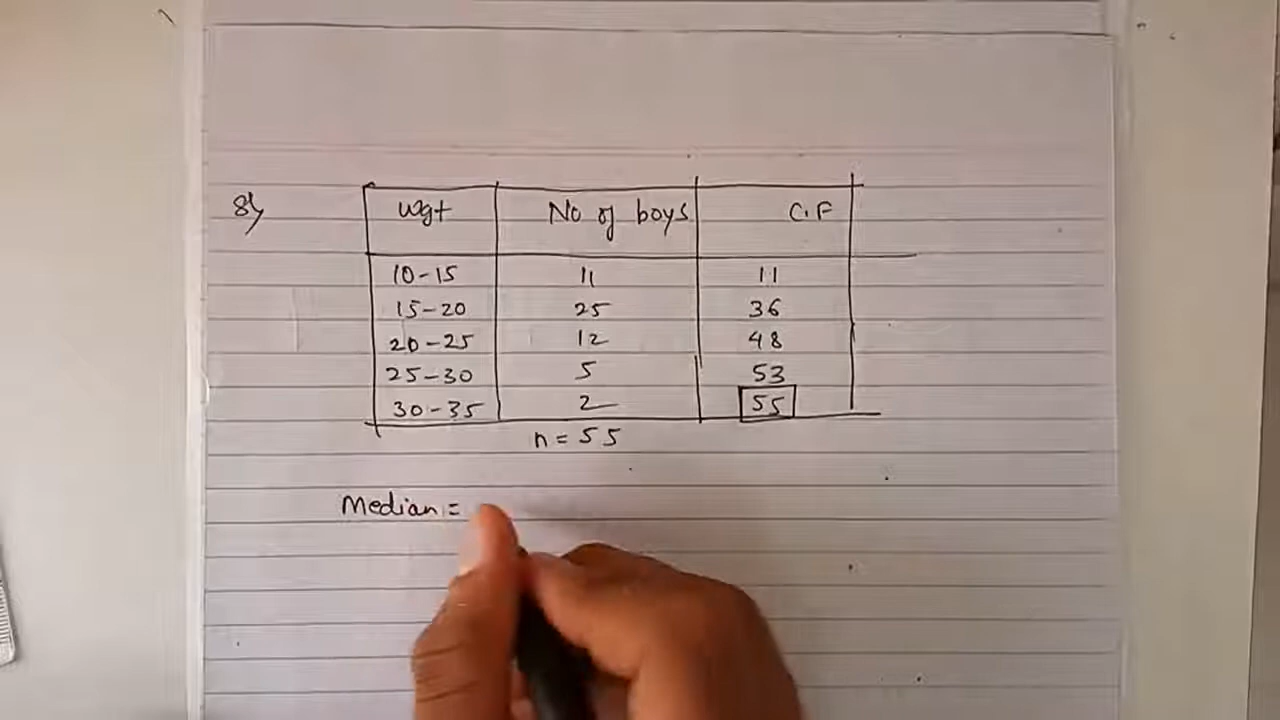 8)
Wgt No of boys C.F
10-15 11 11
15-20 25 36
20-25 12 48
25-30 5 53
30-35 2 55
n = 55
Median =